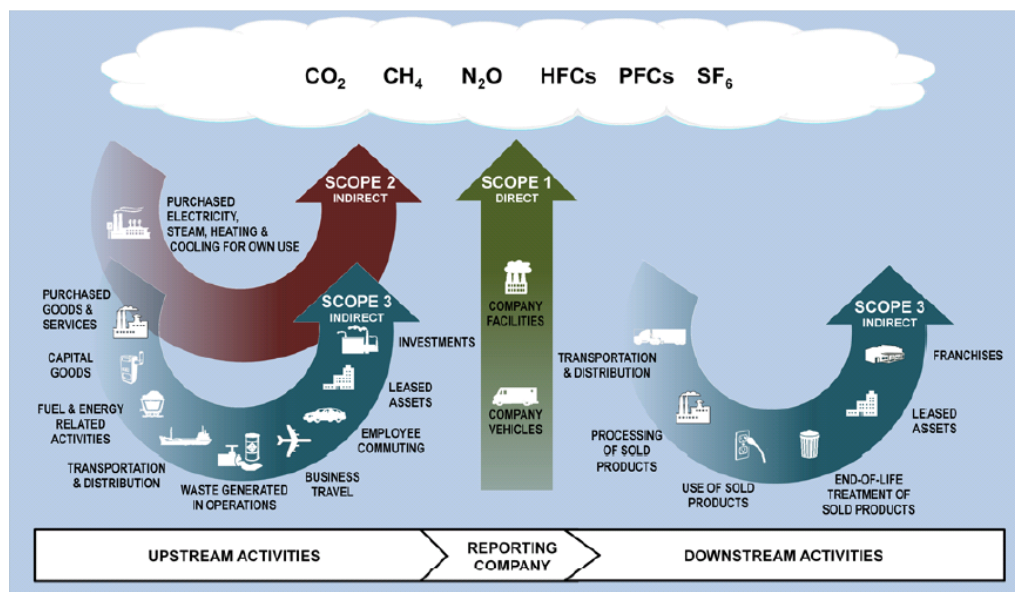 CO₂ CH₄ N₂O HFCs PFCs SF₆
SCOPE 2
INDIRECT
PURCHASED
ELECTRICITY,
STEAM, HEATING &
COOLING FOR OWN USE
SCOPE 1
DIRECT
COMPANY
FACILITIES
COMPANY
VEHICLES
SCOPE 3
INDIRECT
PURCHASED
GOODS &
SERVICES
CAPITAL
GOODS
FUEL & ENERGY
RELATED
ACTIVITIES
TRANSPORTATION
& DISTRIBUTION
WASTE GENERATED
IN OPERATIONS
BUSINESS
TRAVEL
EMPLOYEE
COMMUTING
LEASED
ASSETS
INVESTMENTS
SCOPE 3
INDIRECT
TRANSPORTATION
& DISTRIBUTION
PROCESSING
OF SOLD
PRODUCTS
USE OF SOLD
PRODUCTS
END-OF-LIFE
TREATMENT OF
SOLD PRODUCTS
LEASED
ASSETS
FRANCHISES
UPSTREAM ACTIVITIES
REPORTING
COMPANY
DOWNSTREAM ACTIVITIES